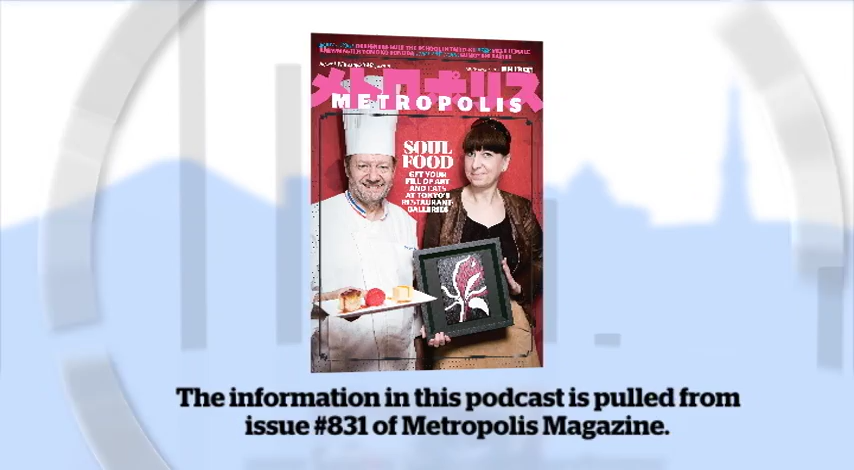 メトロポリス
METROPOLIS
SOUL
FOOD
GET YOUR
FILL OF ART
AND EATS
AT TOKYO'S
RESTAURANT-
GALLERIES
The information in this podcast is pulled from
issue #831 of Metropolis Magazine.